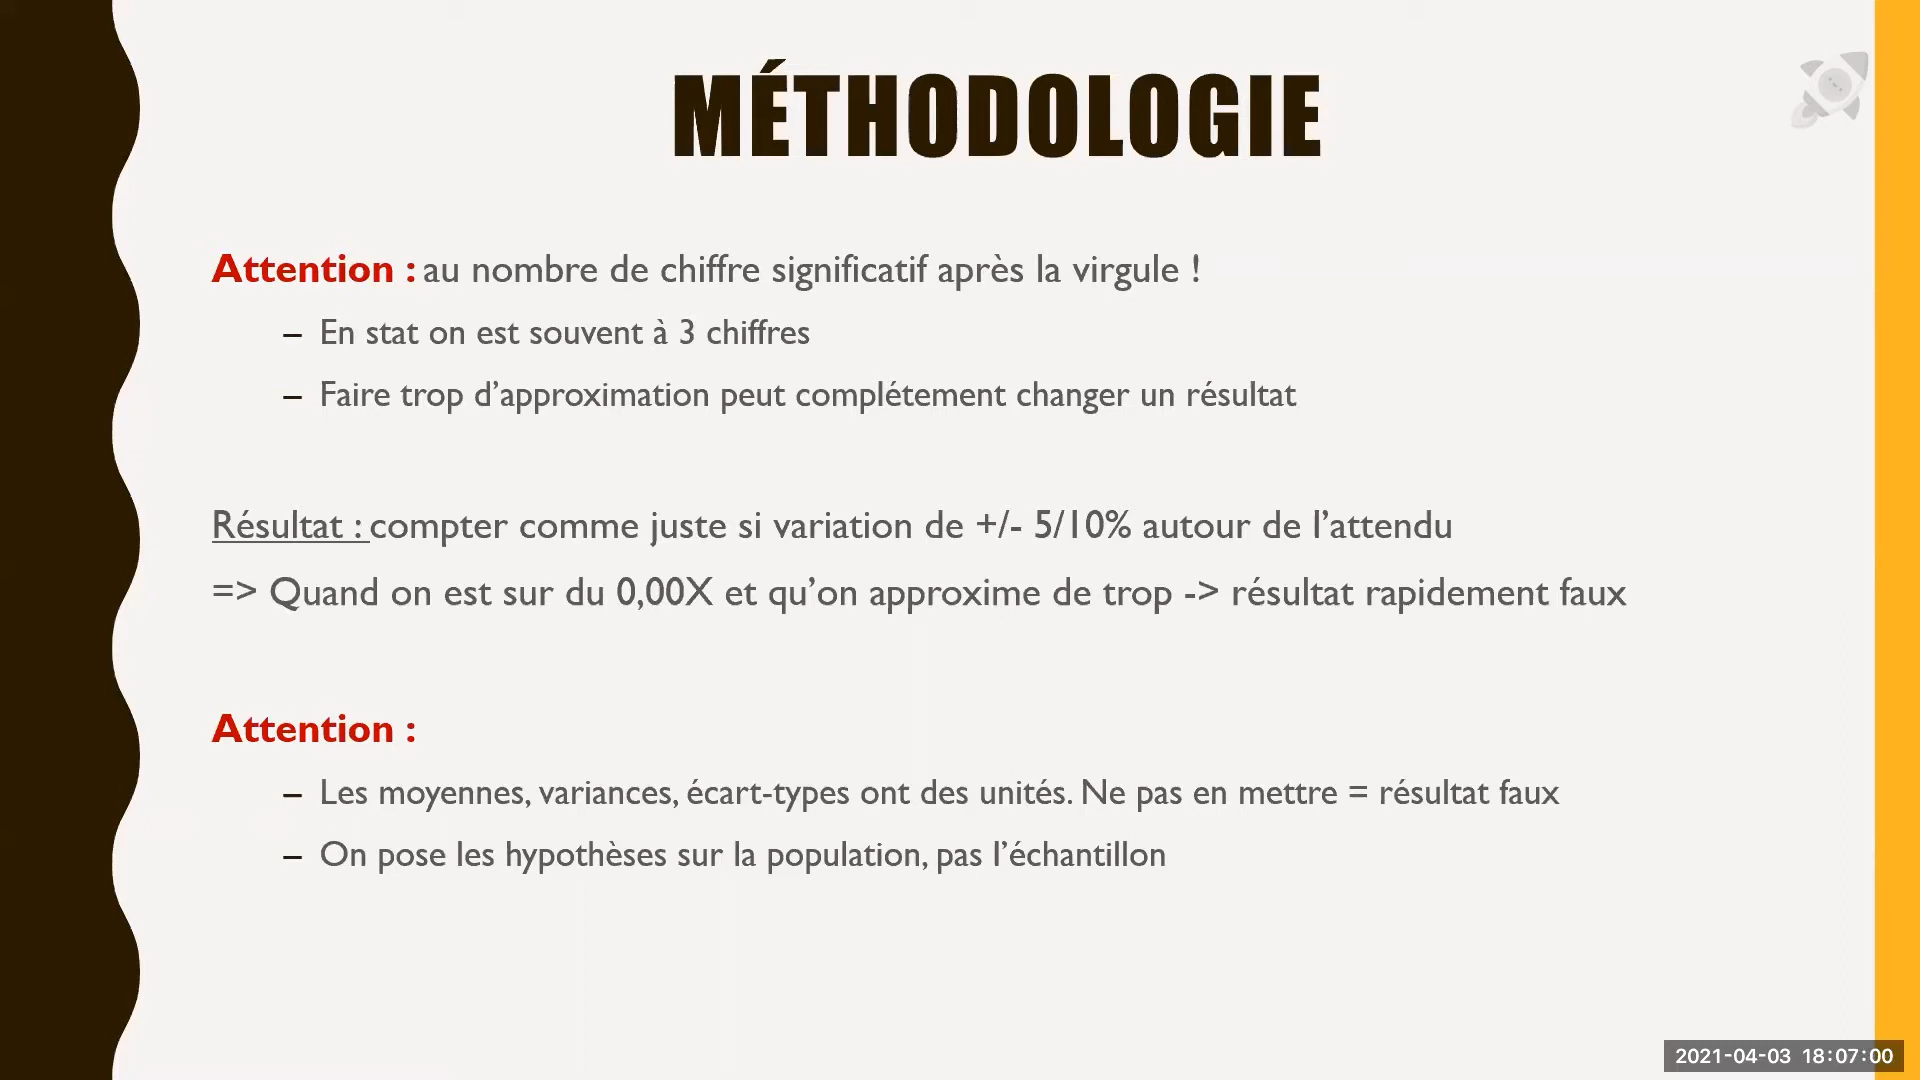 MÉTHODOLOGIE
Attention : au nombre de chiffre significatif après la virgule !
– En stat on est souvent à 3 chiffres
– Faire trop d’approximation peut complétement changer un résultat
Résultat : compter comme juste si variation de +/- 5/10% autour de l’attendu
=> Quand on est sur du 0,00X et qu’on approxime de trop -> résultat rapidement faux
Attention :
– Les moyennes, variances, écart-types ont des unités. Ne pas en mettre = résultat faux
– On pose les hypothèses sur la population, pas l’échantillon
2021-04-03 18:07:00